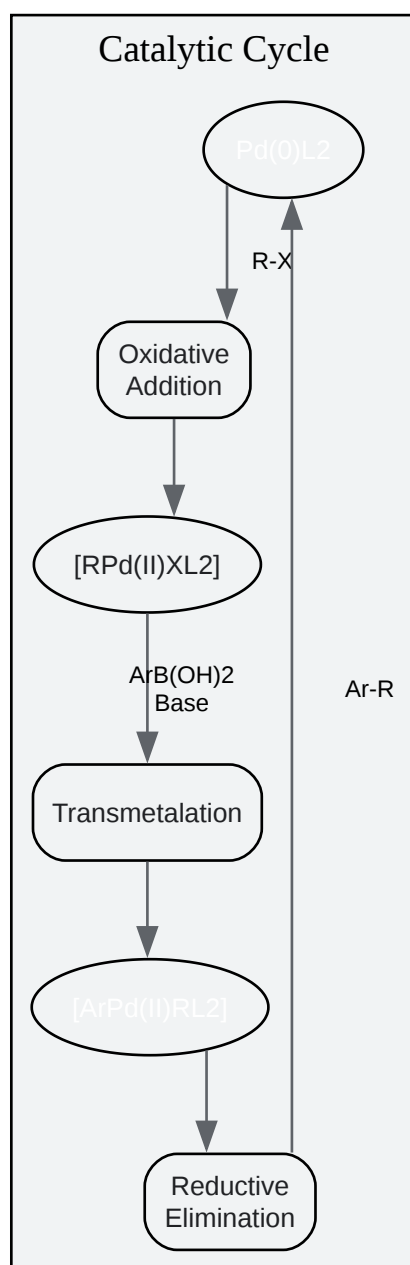 Catalytic Cycle
Pd(0)L2
R-X
Oxidative
Addition
[RPd(II)XL2]
ArB(OH)2
Base
Ar-R
Transmetalation
[ArPd(II)RL2]
Reductive
Elimination